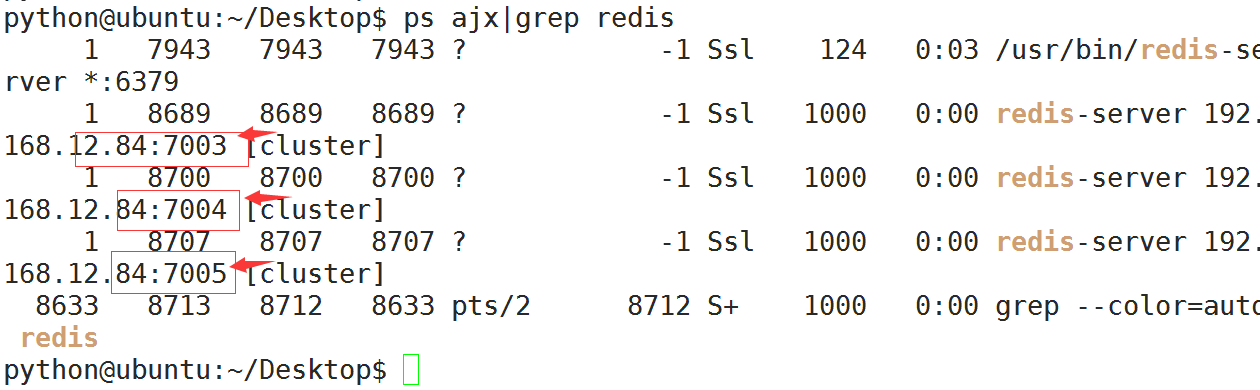 python@ubuntu:~/Desktop$ ps ajx|grep redis
     1   7943   7943   7943 ?            -1 Ssl    124   0:03 /usr/bin/redis-se
rver *:6379
     1   8689   8689   8689 ?            -1 Ssl   1000   0:00 redis-server 192.
168.12.84:7003 [cluster]
     1   8700   8700   8700 ?            -1 Ssl   1000   0:00 redis-server 192.
168.12.84:7004 [cluster]
     1   8707   8707   8707 ?            -1 Ssl   1000   0:00 redis-server 192.
168.12.84:7005 [cluster]
  8633   8713   8712   8633 pts/2      8712 S+    1000   0:00 grep --color=auto
 redis
python@ubuntu:~/Desktop$